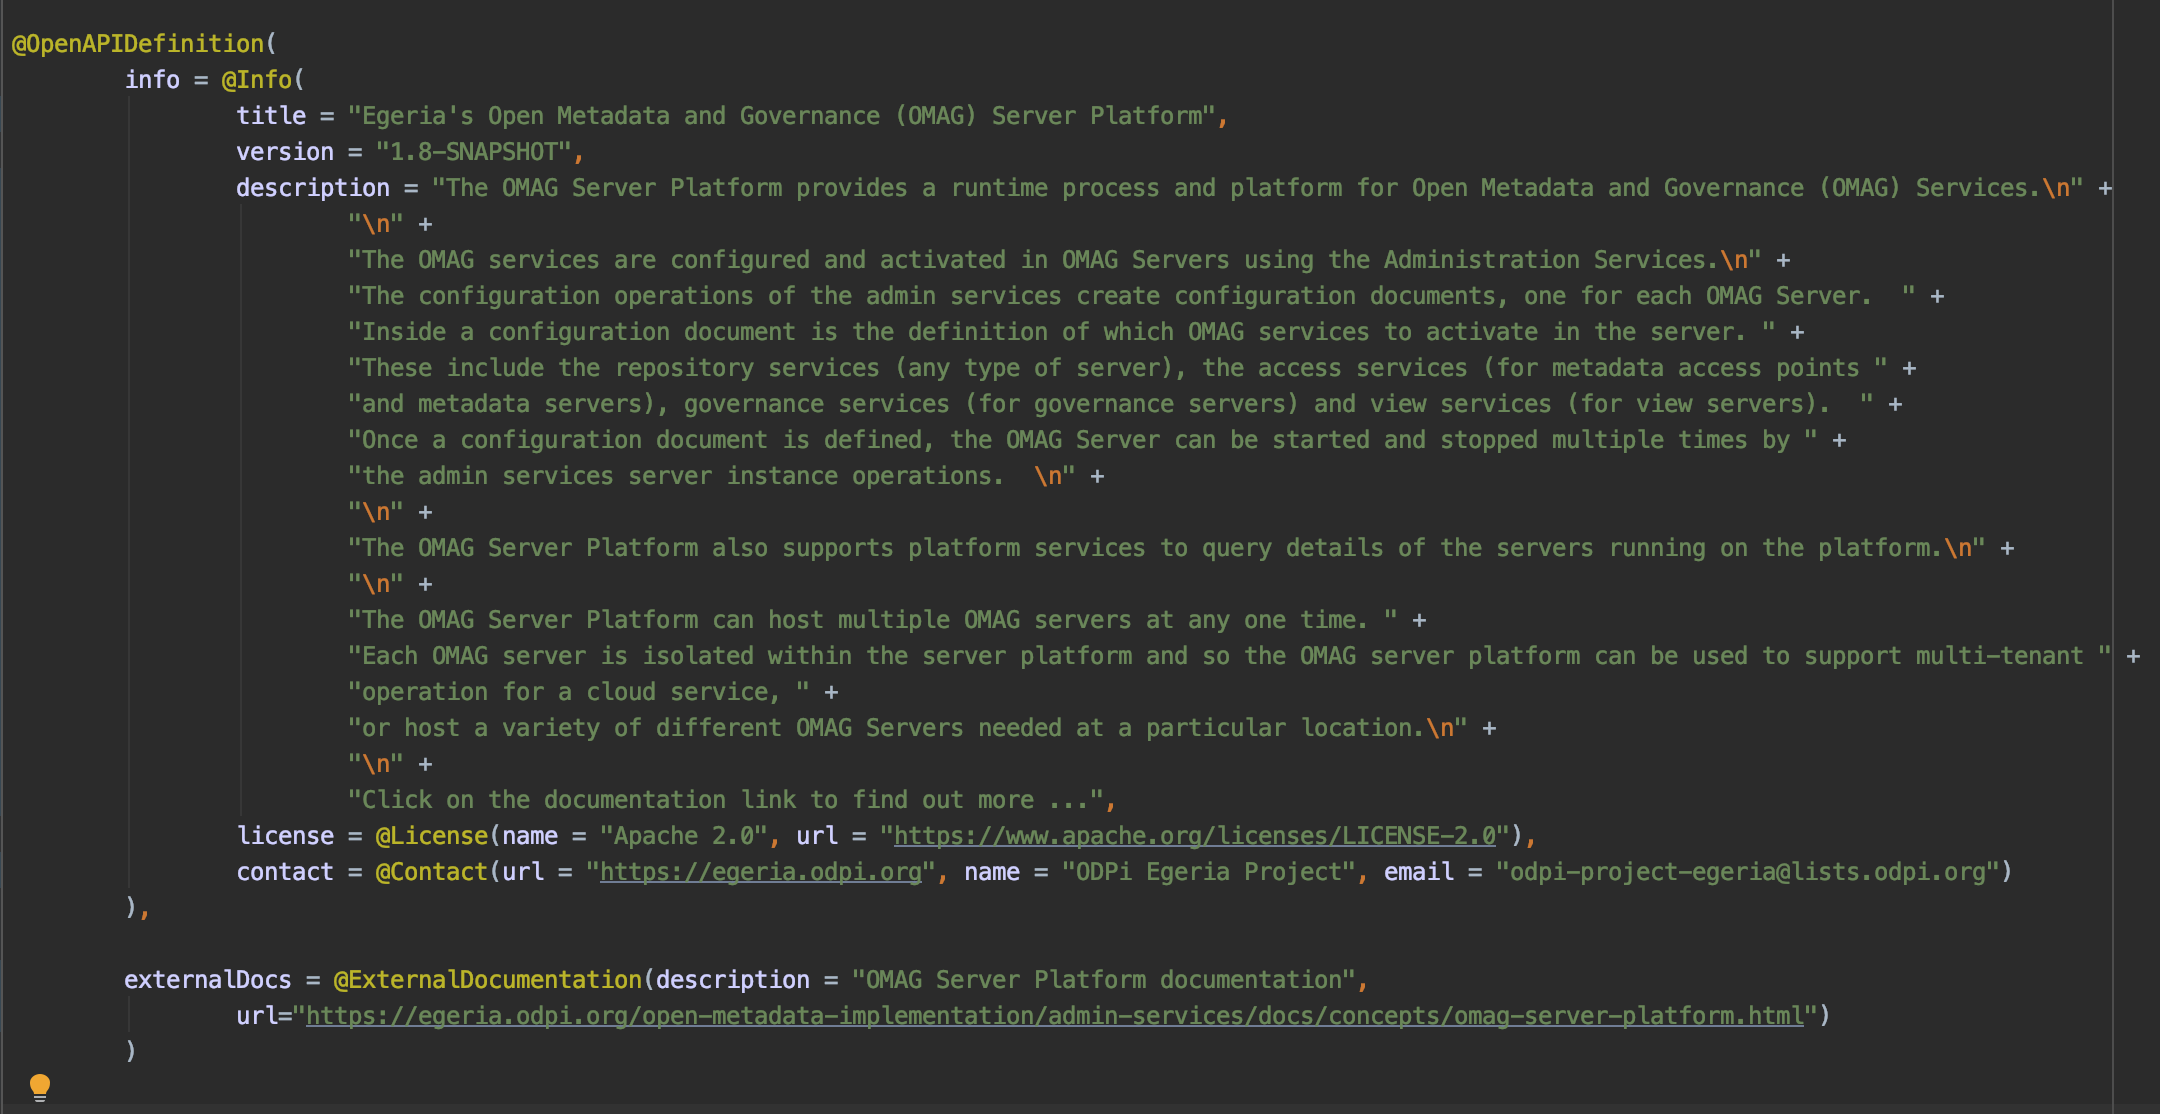 @OpenAPIDefinition(
info = @Info(
title = "Egeria's Open Metadata and Governance (OMAG) Server Platform",
version = "1.8-SNAPSHOT",
description = "The OMAG Server Platform provides a runtime process and platform for Open Metadata and Governance (OMAG) Services.\n" +
"\n" +
"The OMAG services are configured and activated in OMAG Servers using the Administration Services.\n" +
"The configuration operations of the admin services create configuration documents, one for each OMAG Server.  " +
"Inside a configuration document is the definition of which OMAG services to activate in the server. " +
"These include the repository services (any type of server), the access services (for metadata access points " +
"and metadata servers), governance services (for governance servers) and view services (for view servers).  " +
"Once a configuration document is defined, the OMAG Server can be started and stopped multiple times by " +
"the admin services server instance operations.  \n" +
"\n" +
"The OMAG Server Platform also supports platform services to query details of the servers running on the platform.\n" +
"\n" +
"The OMAG Server Platform can host multiple OMAG servers at any one time. " +
"Each OMAG server is isolated within the server platform and so the OMAG server platform can be used to support multi-tenant " +
"operation for a cloud service, " +
"or host a variety of different OMAG Servers needed at a particular location.\n" +
"\n" +
"Click on the documentation link to find out more ...",
license = @License(name = "Apache 2.0", url = "https://www.apache.org/licenses/LICENSE-2.0"),
contact = @Contact(url = "https://egeria.odpi.org", name = "ODPi Egeria Project", email = "odpi-project-egeria@lists.odpi.org")
),
externalDocs = @ExternalDocumentation(description = "OMAG Server Platform documentation",
url="https://egeria.odpi.org/open-metadata-implementation/admin-services/docs/concepts/omag-server-platform.html")
)